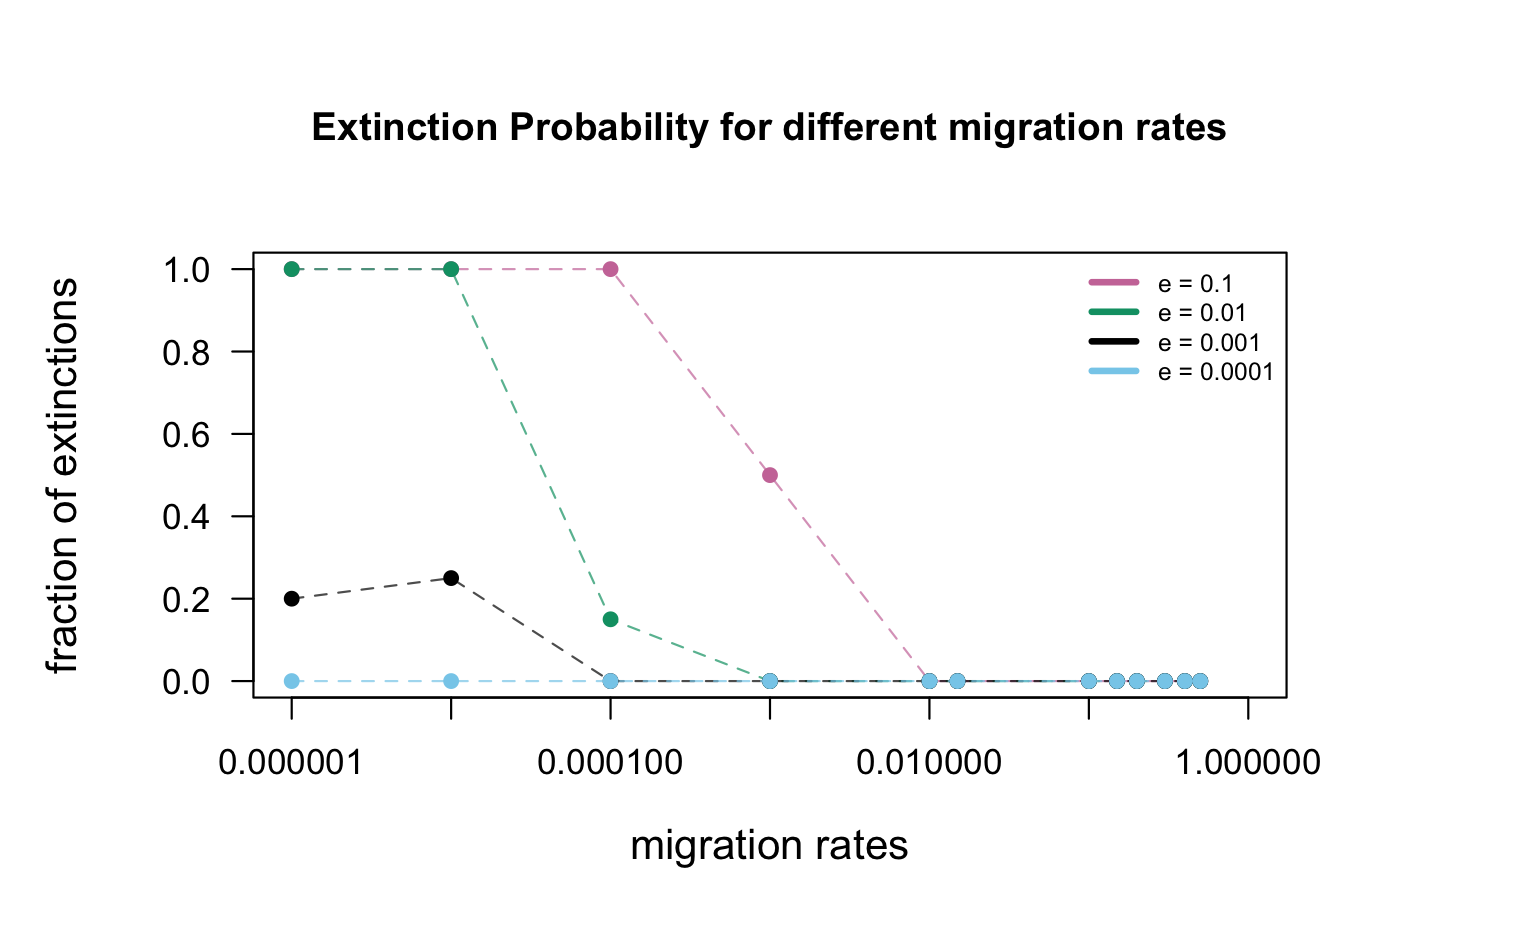 Extinction Probability for different migration rates
fraction of extinctions
1.0
0.8
0.6
0.4
0.2
0.0
e = 0.1
e = 0.01
e = 0.001
e = 0.0001
0.000001 0.000100 0.010000 1.000000
migration rates